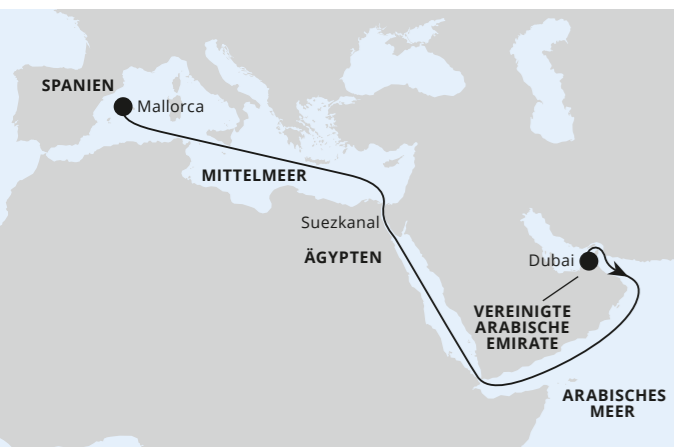 SPANIEN
Mallorca
MITTELMEER
Suezkanal
ÄGYPTEN
Dubai
VEREINIGTE
ARABISCHE
EMIRATE
ARABISCHES
MEER